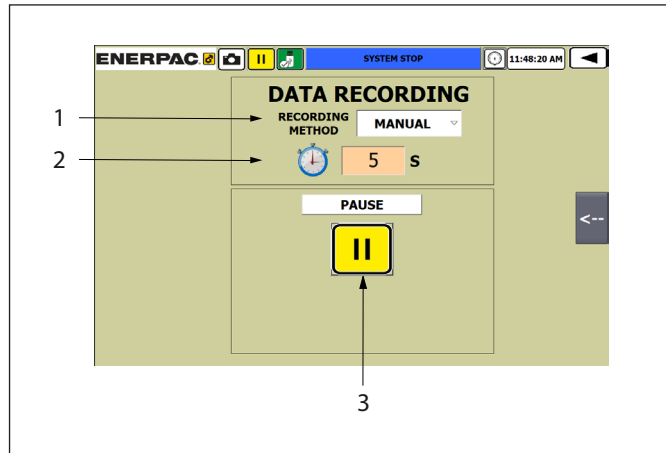 ENERPAC. SYSTEM STOP 11:48:20 AM
DATA RECORDING
1
RECORDING
METHOD
MANUAL
2
5 S
PAUSE
<--
3